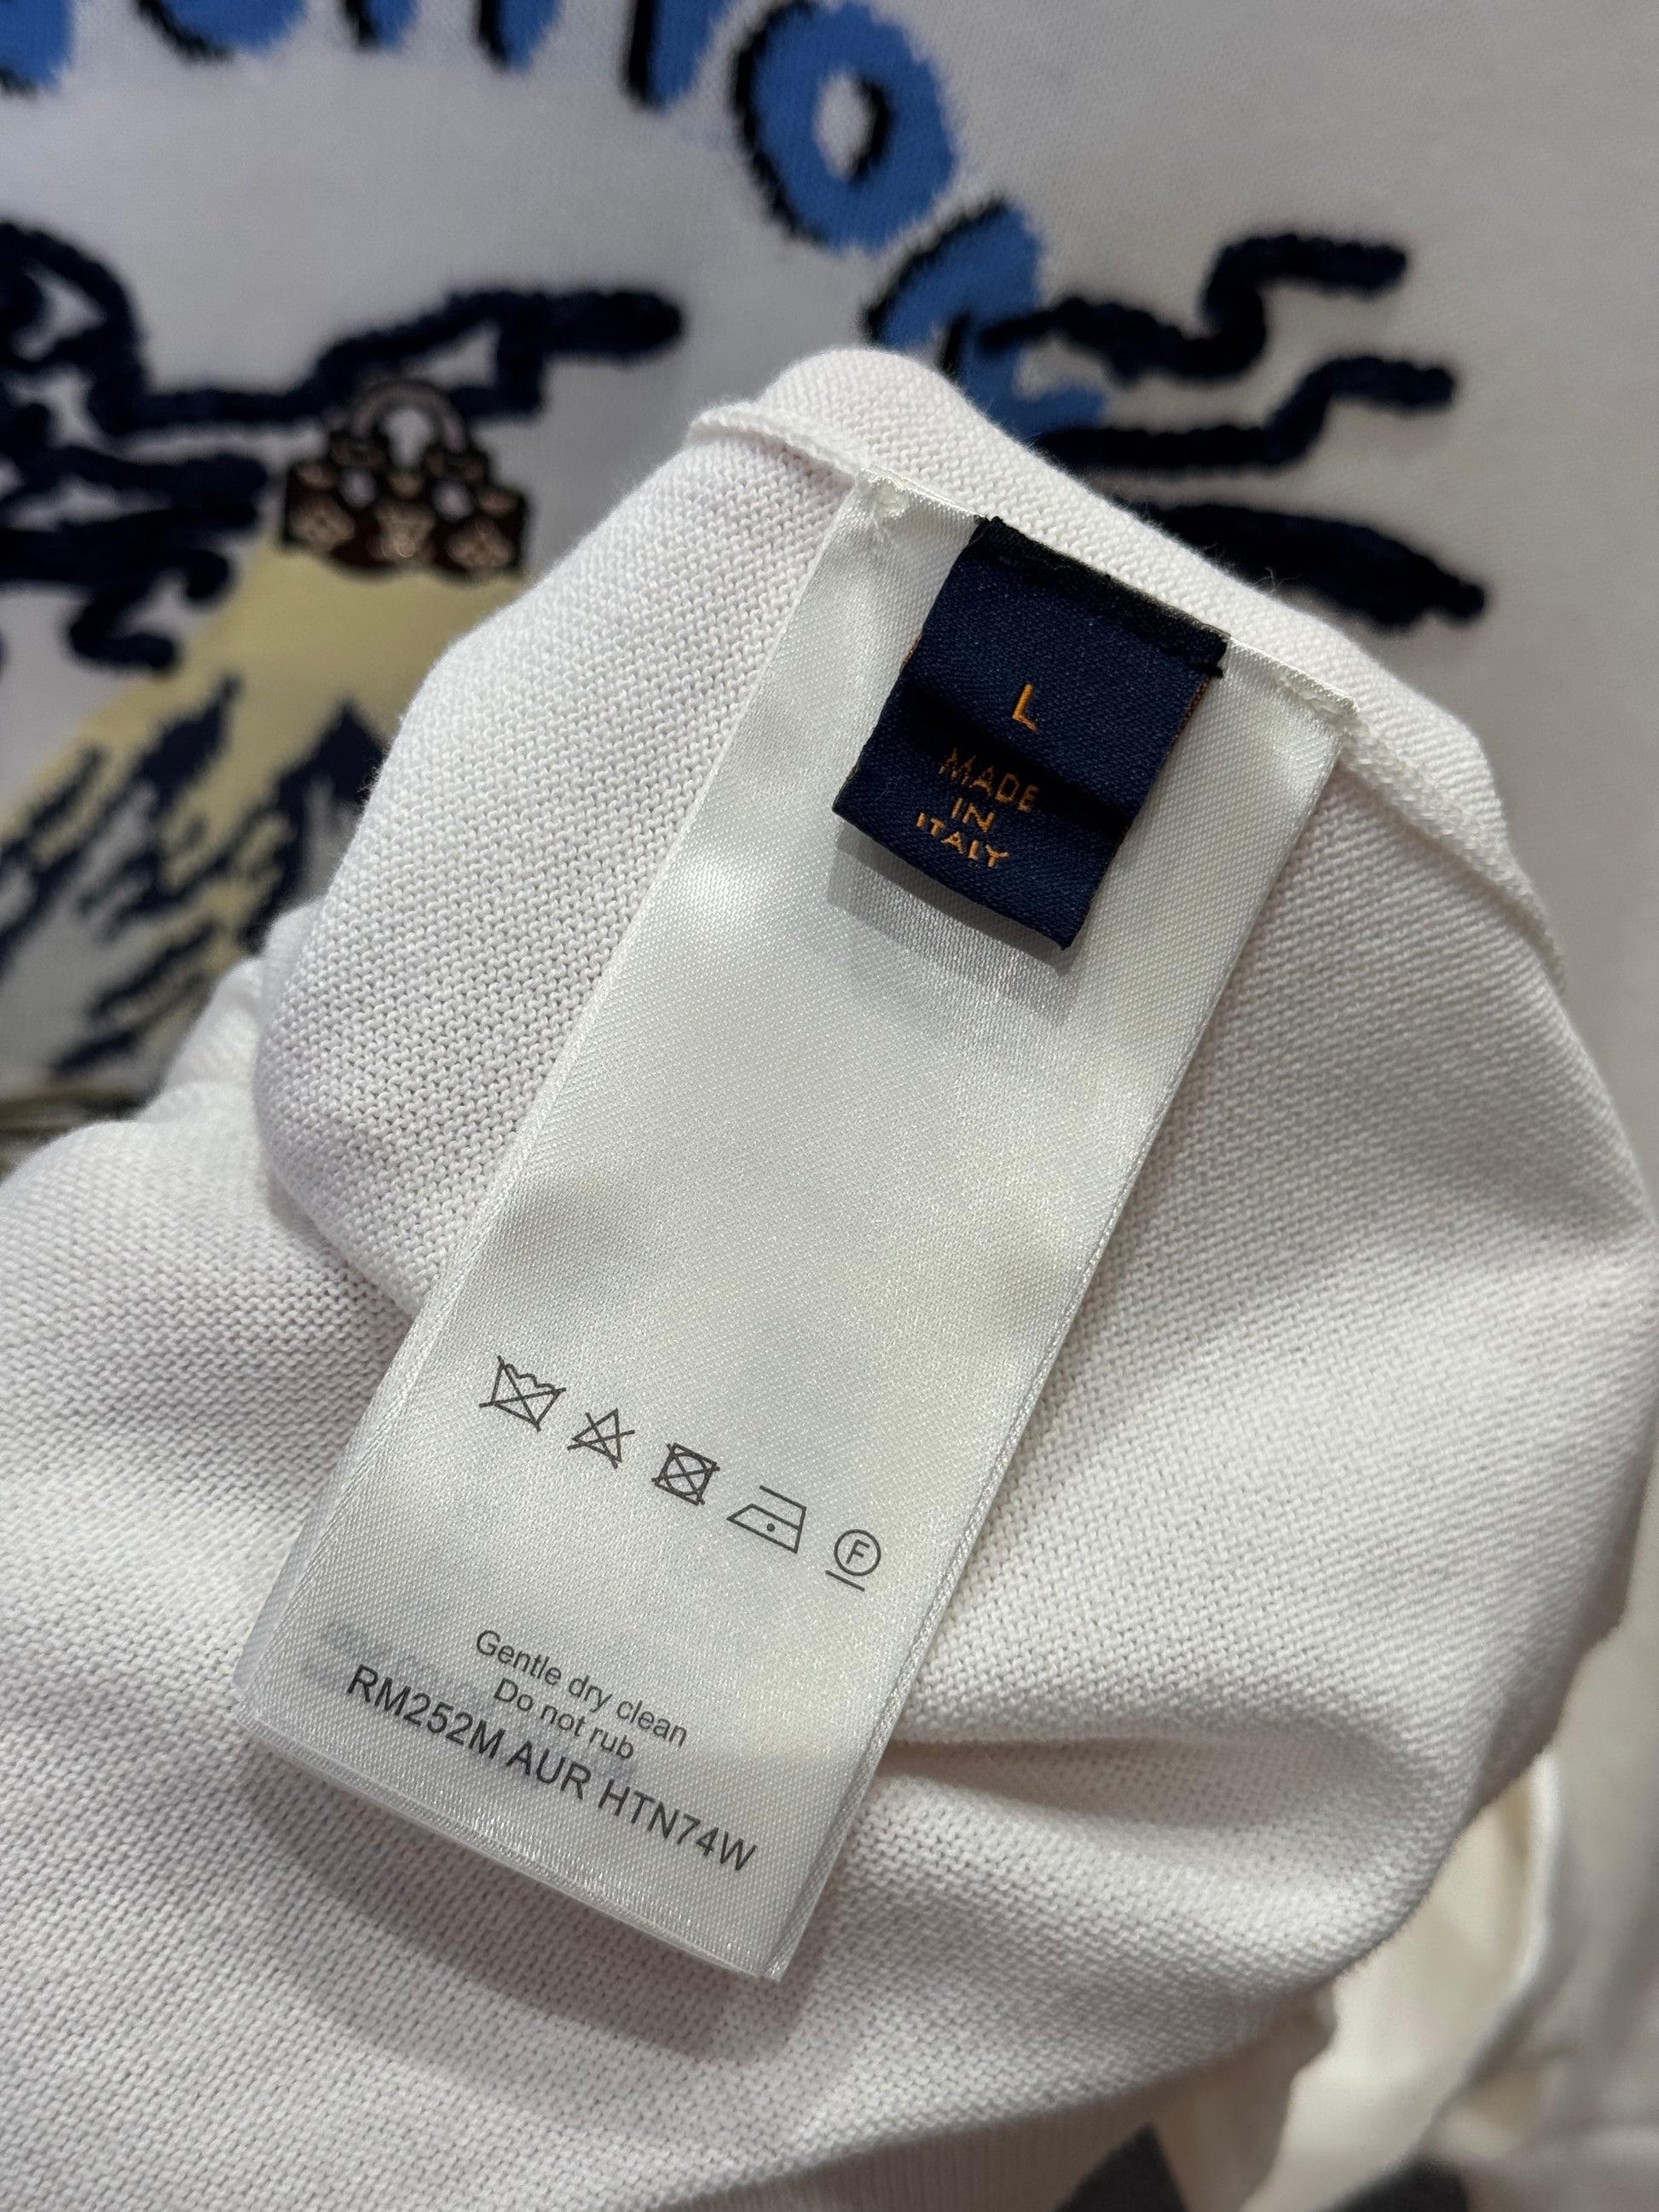 L
MADE
IN
ITALY
F
Gentle dry clean
Do not rub
RM252M AUR HTN74W